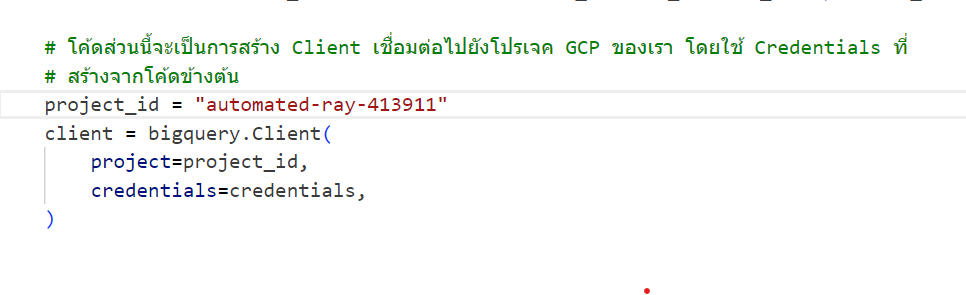 # โค้ดส่วนนี้จะเป็นการสร้าง Client เชื่อมต่อไปยังโปรเจค GCP ของเรา โดยใช้ Credentials ที่
# สร้างจากโค้ดข้างต้น
project_id = "automated-ray-413911"
client = bigquery.Client(
    project=project_id,
    credentials=credentials,
)